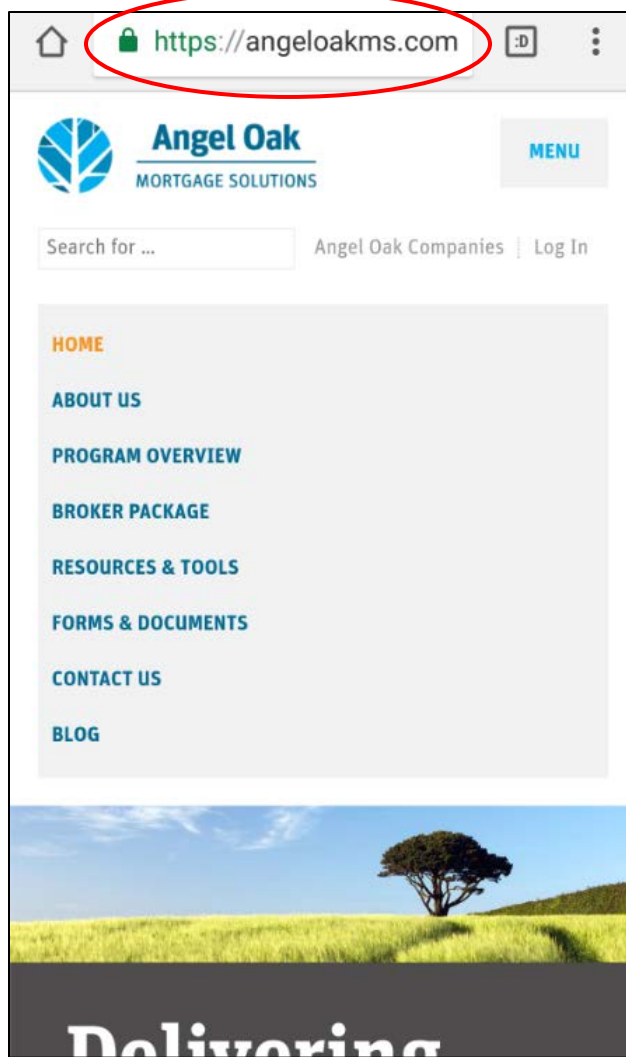 https://angeloakms.com :D
Angel Oak
MORTGAGE SOLUTIONS
MENU
Search for ... Angel Oak Companies Log In
HOME
ABOUT US
PROGRAM OVERVIEW
BROKER PACKAGE
RESOURCES & TOOLS
FORMS & DOCUMENTS
CONTACT US
BLOG
Delivering